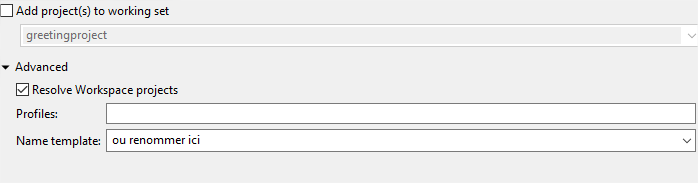 Add project(s) to working set
greetingproject
Advanced
Resolve Workspace projects
Profiles:
Name template: ou renommer ici